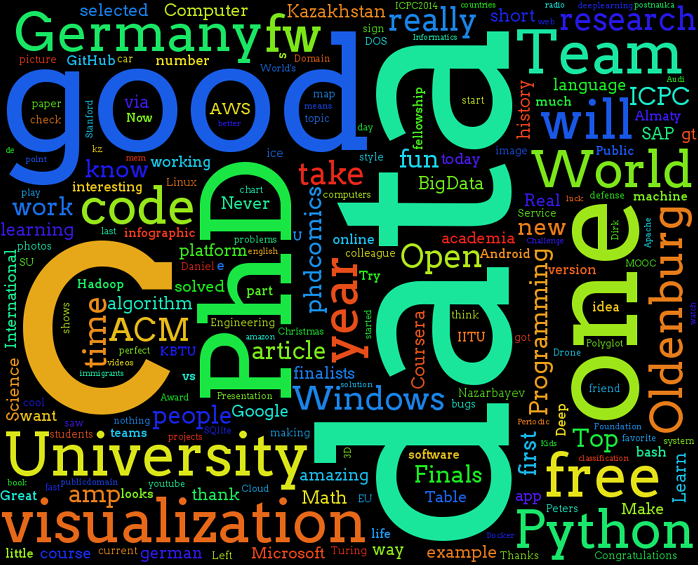 selected
Computer
Kazakhstan
really
short
ICPC2014
countries
radio
deeplearning
postnauka
web
research
Germany
fw
sign
DOS
Informatics
Team
picture
GitHub
car
number
s
Domain
World's
language
good
paper
check
Stanford
via
Now
AWS
better
map
means
topic
day
data
start
fellowship
history
much
ICPC
will
Almaty
SAP
gt
Audi
de
point
kz
know
mem
working
ice
style
fun
today
image
Public
World
play
interesting
Linux
take
computers
BigData
Real
luck
defense
machine
work
code
PhD
chart
Never
phdcomics
U
online
academia
new
Service
one
Dirk
Apache
Oldenburg
learning
last
infographic
platform
problems
english
colleague
Open
Android
Challenge
version
MOOC
photos
SU
International
C
Daniel
e
Try
Hadoop
solved
part
year
started
think
Programming
Drone
idea
shows
time
algorithm
Engineering
Christmas
IITU
got
Polyglot
ACM
perfect
KBTU
amazon
article
Coursera
videos
immigrants
vs
finalists
Nazarbayev
friend
watch
Science
cool
want
Award
Presentation
Windows
solution
bugs
Periodic
Deep
saw
people
Google
Foundation
favorite
students
nothing
SQlite
making
first
Kids
Top
bash
system
University
teams
projects
amazing
3D
software
free
classification
Learn
book
fast
publicdomain
youtube
Cloud
Math
EU
Finals
Table
app
Great
amp
looks
thank
Peters
Make
visualization
life
Docker
Python
little
course
current
german
Left
Microsoft
Turing
way
example
Thanks
Congratulations